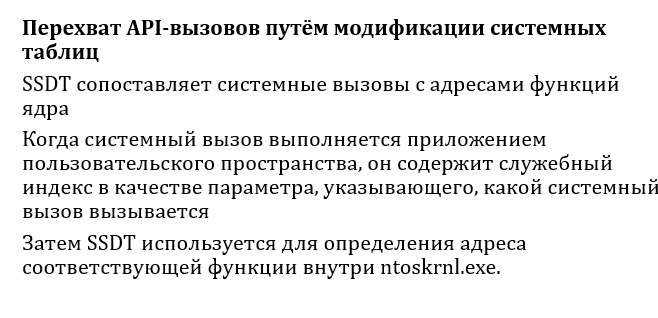 Перехват API-вызовов путём модификации системных
таблиц
SSDT сопоставляет системные вызовы с адресами функций
ядра
Когда системный вызов выполняется приложением
пользовательского пространства, он содержит служебный
индекс в качестве параметра, указывающего, какой системный
вызов вызывается
Затем SSDT используется для определения адреса
соответствующей функции внутри ntoskrnl.exe.